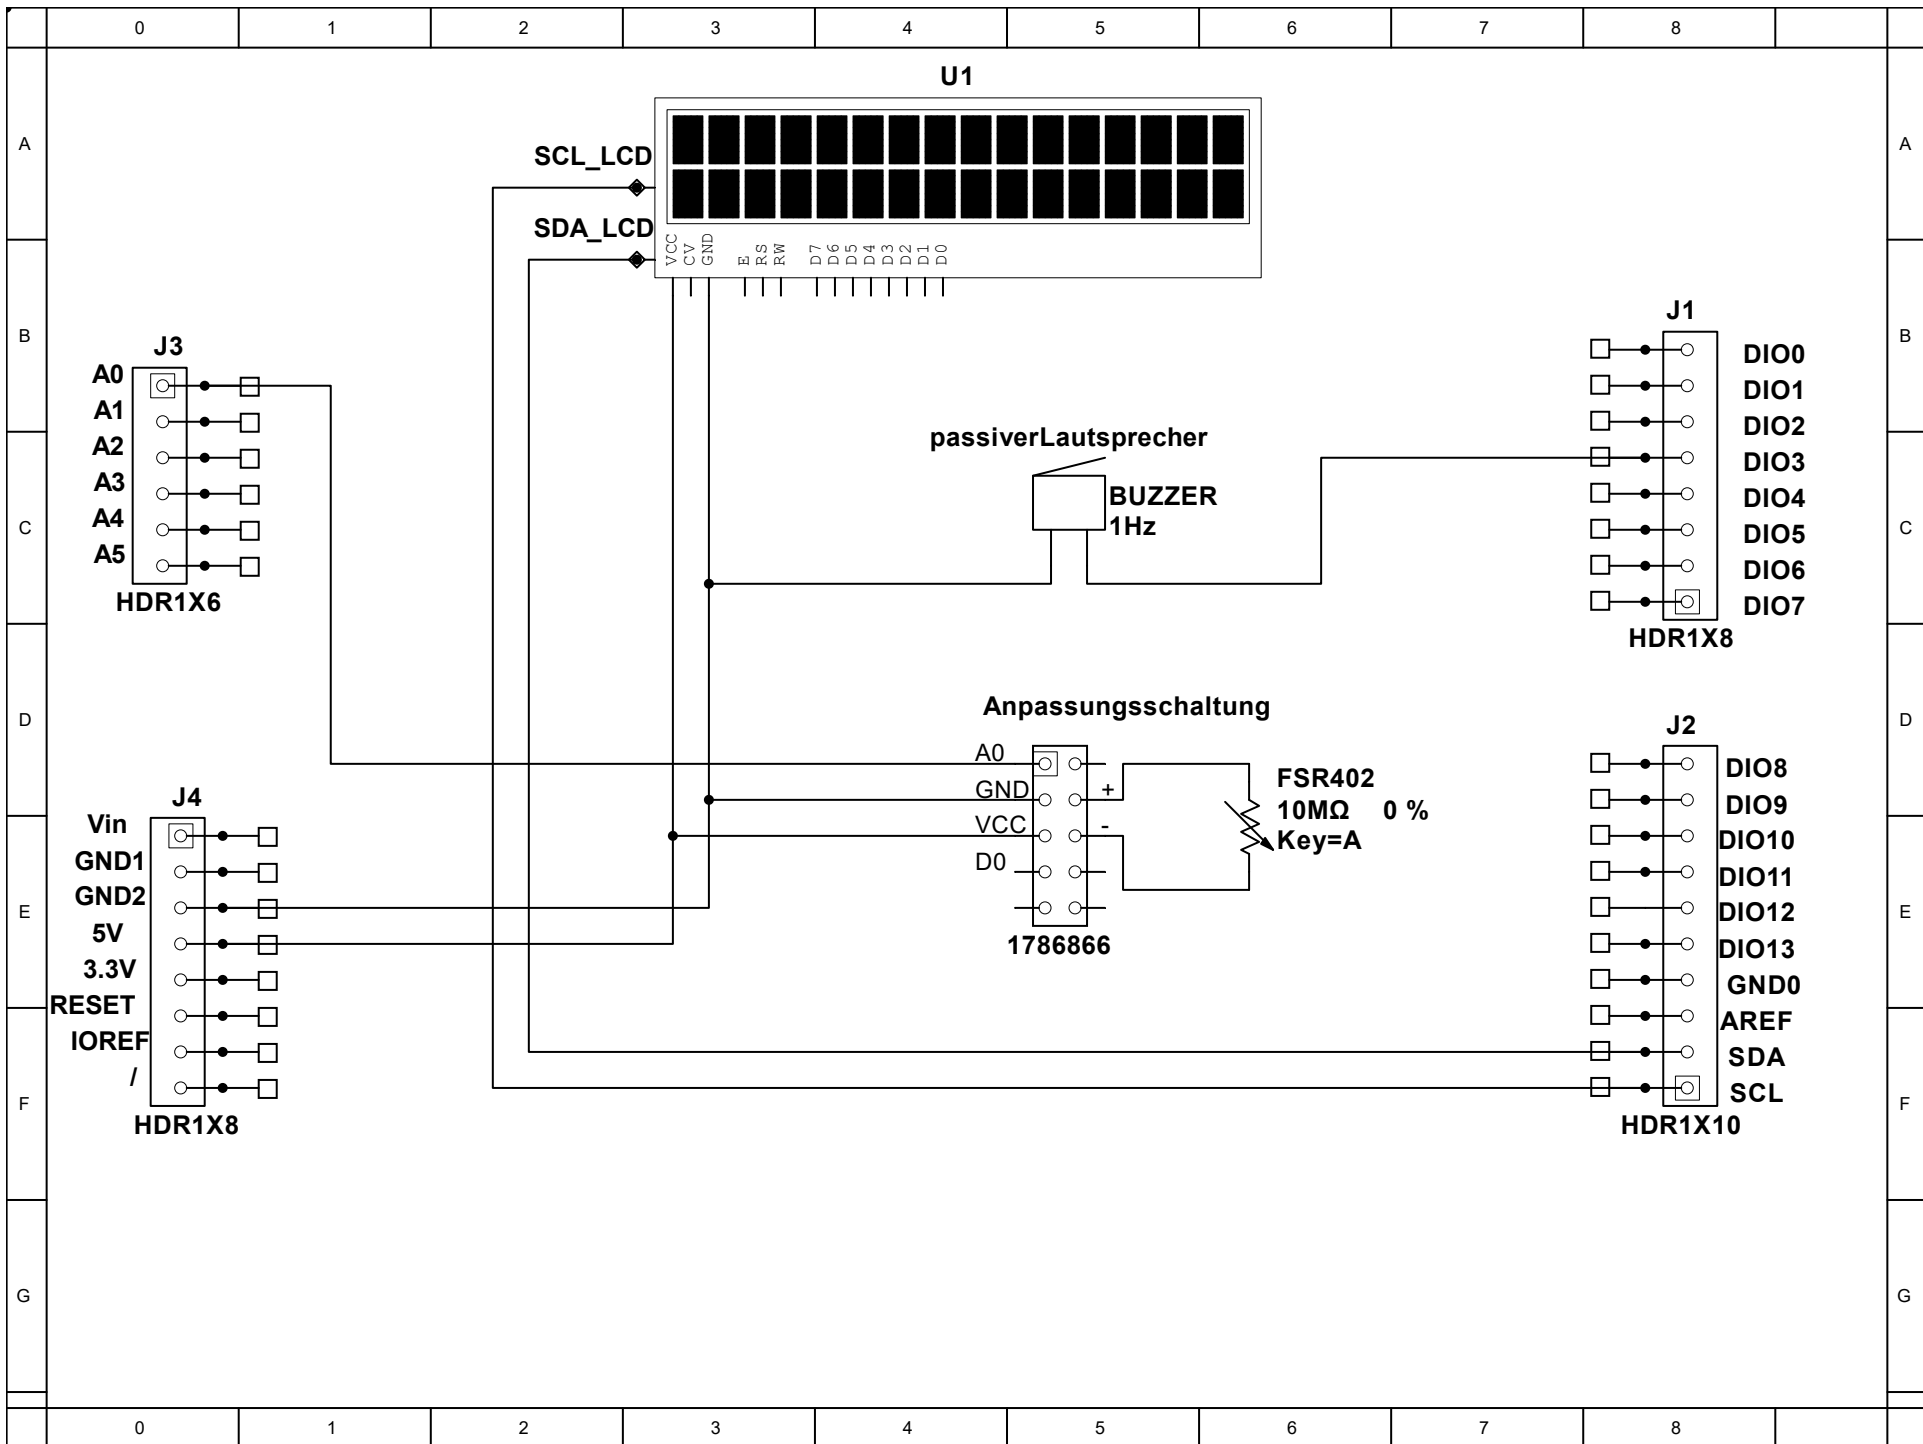 0 1 2 3 4 5 6 7 8
A A
B B
C C
D D
E E
F F
G G
U1
SCL_LCD
SDA_LCD
VCC
CV
GND
E
RS
RW
D7
D6
D5
D4
D3
D2
D1
D0
J3
A0
A1
A2
A3
A4
A5
HDR1X6
J1
DIO0
DIO1
DIO2
DIO3
DIO4
DIO5
DIO6
DIO7
HDR1X8
passiverLautsprecher
BUZZER
1Hz
Anpassungsschaltung
A0
GND
VCC
D0
+
-
1786866
FSR402
10MΩ 0 %
Key=A
J4
Vin
GND1
GND2
5V
3.3V
RESET
IOREF
/
HDR1X8
J2
DIO8
DIO9
DIO10
DIO11
DIO12
DIO13
GND0
AREF
SDA
SCL
HDR1X10
0 1 2 3 4 5 6 7 8